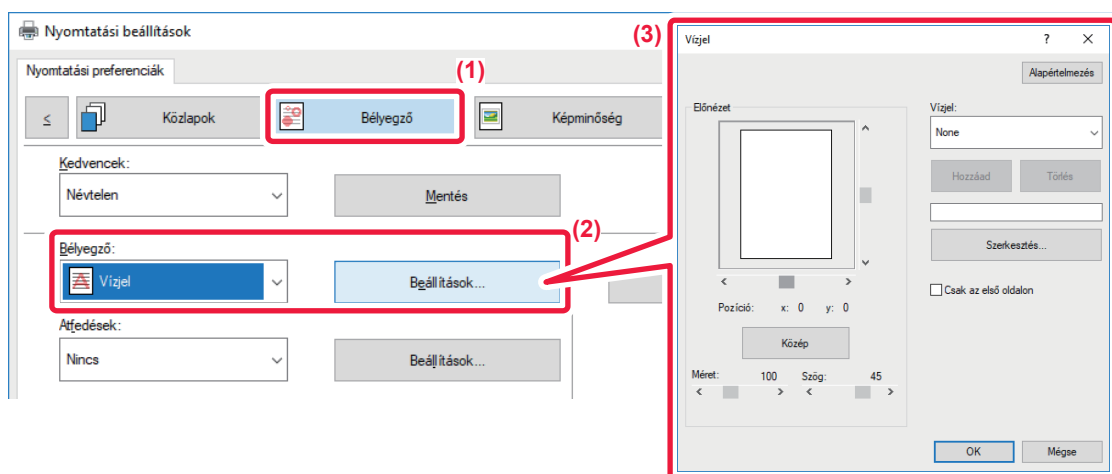 Nyomtatási beállítások
Nyomtatási preferenciák
(1)
<
Közlapok
Bélyegző
Képminőség
Kedvencek:
Névtelen
Mentés
(2)
Bélyegző:
Vízjel
Beállítások...
Átfedések:
Nincs
Beállítások...
(3)
Vízjel
?
Alapértelmezés
Előnézet
Pozíció: x: 0 y: 0
Közép
Méret: 100 Szög: 45
Vízjel:
None
Hozzáad
Törlés
Szerkesztés...
Csak az első oldalon
OK
Mégse